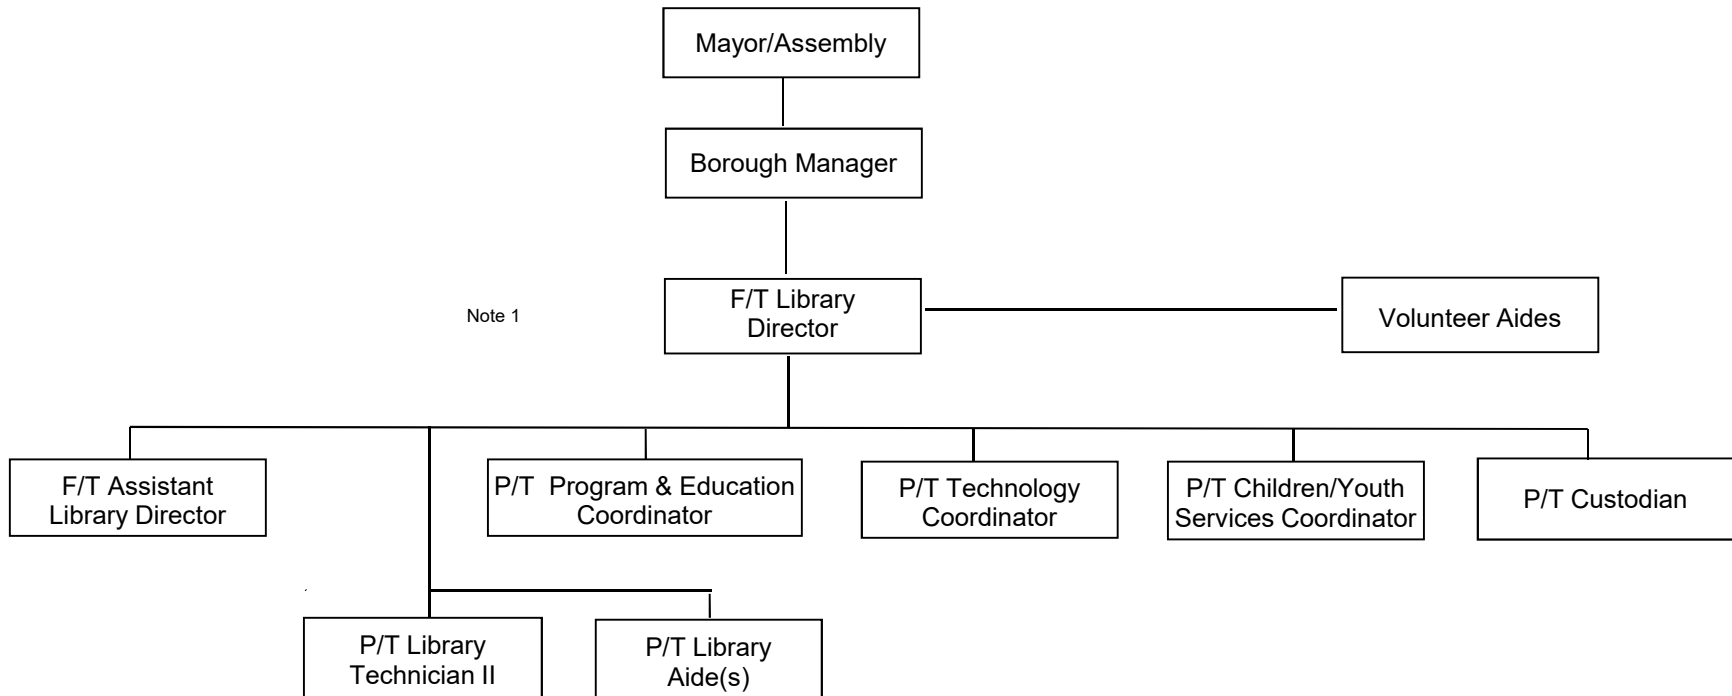 Mayor/Assembly
Borough Manager
Note 1
F/T Library
Director
Volunteer Aides
F/T Assistant
Library Director
P/T  Program & Education
Coordinator
P/T Technology
Coordinator
P/T Children/Youth
Services Coordinator
P/T Custodian
P/T Library
Technician II
P/T Library
Aide(s)